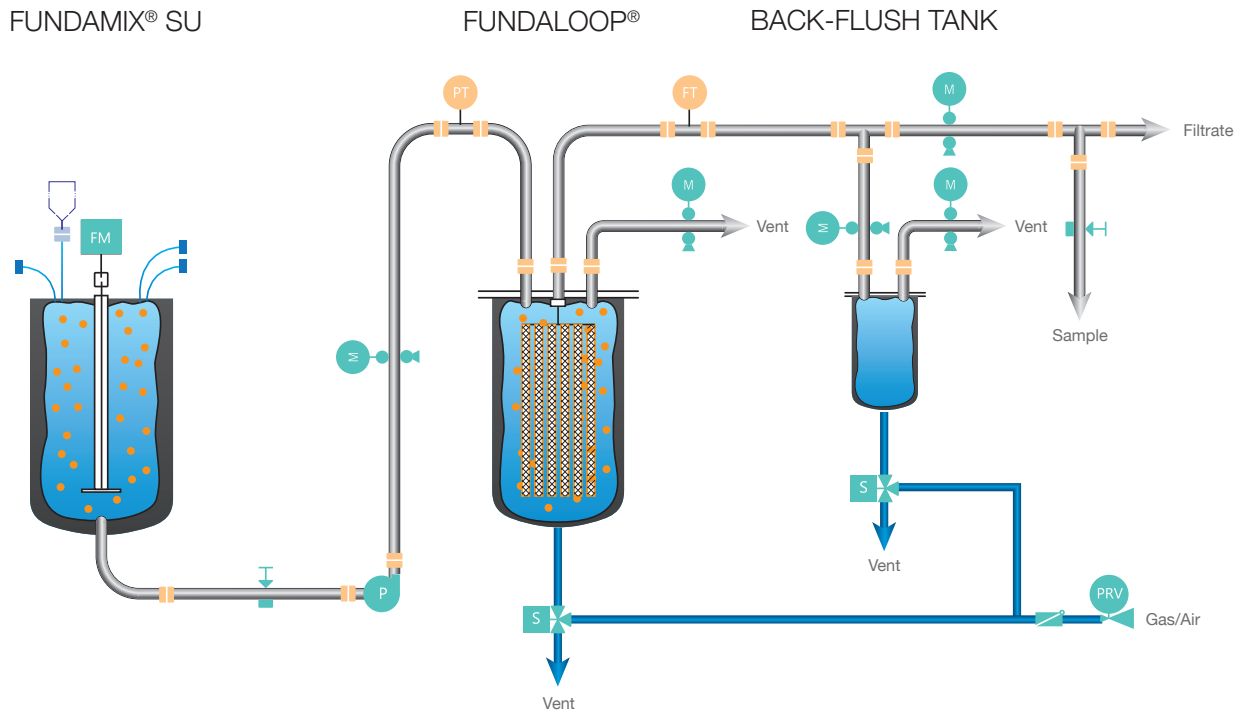 FUNDAMIX® SU
FUNDALOOP®
BACK-FLUSH TANK
PT
FT
M
Filtrate
FM
M
Vent
M
M
Vent
Sample
M
S
Vent
P
S
PRV
Gas/Air
Vent